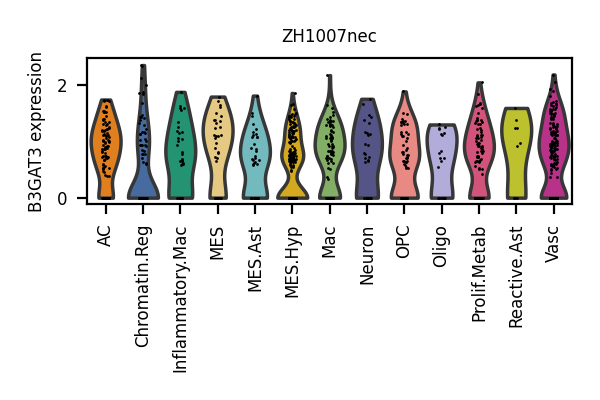 ZH1007nec
B3GAT3 expression
2
0
AC
Chromatin.Reg
Inflammatory.Mac
MES
MES.Ast
MES.Hyp
Mac
Neuron
OPC
Oligo
Prolif.Metab
Reactive.Ast
Vasc